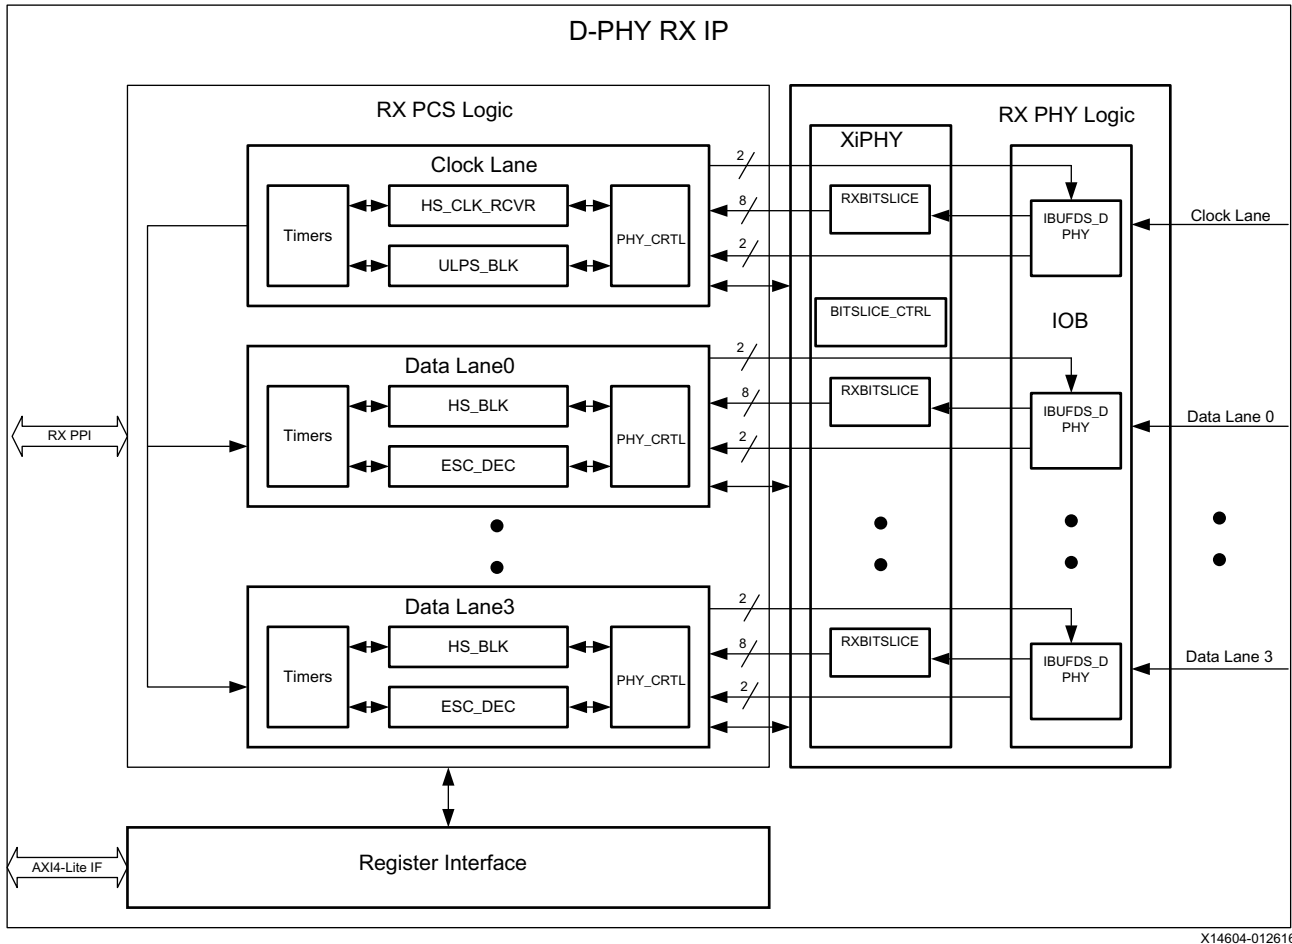 D-PHY RX IP
RX PCS Logic
RX PHY Logic
XiPHY
Clock Lane
2
8
2
Timers
HS_CLK_RCVR
ULPS_BLK
PHY_CRTL
RXBITSLICE
IBUFDS_D
PHY
Clock Lane
BITSLICE_CTRL
IOB
Data Lane0
2
8
2
Timers
HS_BLK
ESC_DEC
PHY_CRTL
RXBITSLICE
IBUFDS_D
PHY
Data Lane 0
RX PPI
Data Lane3
2
8
2
Timers
HS_BLK
ESC_DEC
PHY_CRTL
RXBITSLICE
IBUFDS_D
PHY
Data Lane 3
Register Interface
AXI4-Lite IF
X14604-012616